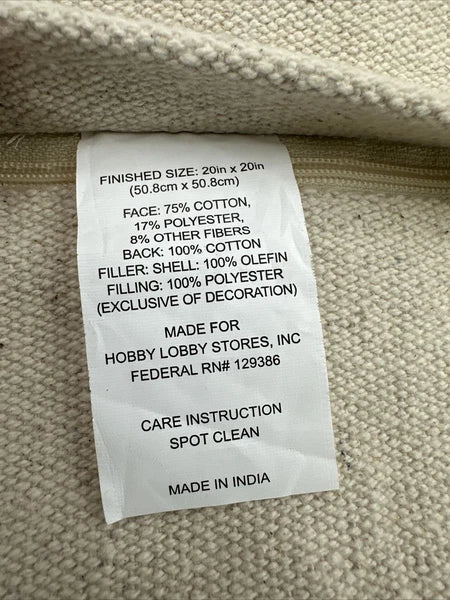 FINISHED SIZE: 20in x 20in
(50.8cm x 50.8cm)
FACE: 75% COTTON,
17% POLYESTER,
8% OTHER FIBERS
BACK: 100% COTTON
FILLER: SHELL: 100% OLEFIN
FILLING: 100% POLYESTER
(EXCLUSIVE OF DECORATION)
MADE FOR
HOBBY LOBBY STORES, INC
FEDERAL RN# 129386
CARE INSTRUCTION
SPOT CLEAN
MADE IN INDIA